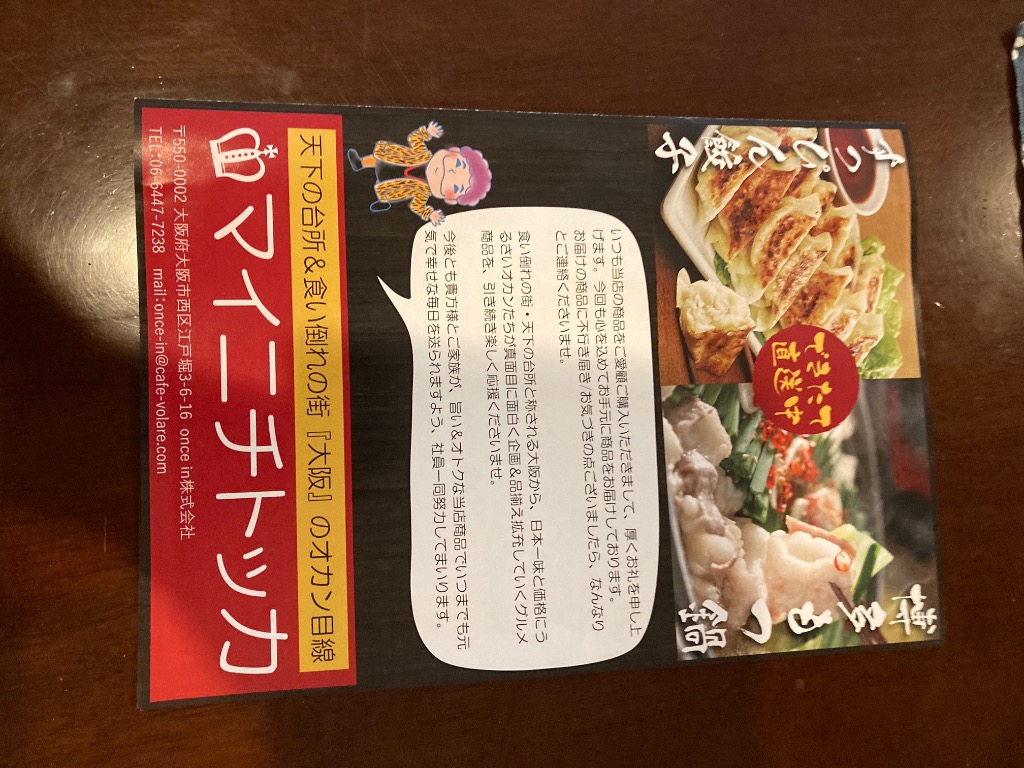 すっぴん餃子
できたて
直送中
博多もつ鍋
いつも当店の商品をご愛顧ご購入いただきまして、厚くお礼を申し上
げます。今回も心を込めてお手元に商品をお届けしております。
お届けの商品に不行き届き/お気づきの点ございましたら、なんなり
とご連絡くださいませ。
食い倒れの街・天下の台所と称される大阪から、日本一味と価格にう
るさいオカンたちが真面目に面白く企画&品揃え拡充していくグルメ
商品を、引き続き楽しく応援くださいませ。
今後とも貴方様とご家族が、旨い&オトクな当店商品でいつまでも元
気で幸せな毎日を送られますよう、社員一同努力してまいります。
天下の台所&食い倒れの街『大阪』のオカン目線
マイニチトッカ
〒550-0002 大阪府大阪市西区江戸堀3-6-16 once in株式会社
TEL:06-6447-7238 mail:once-in@cafe-volare.com